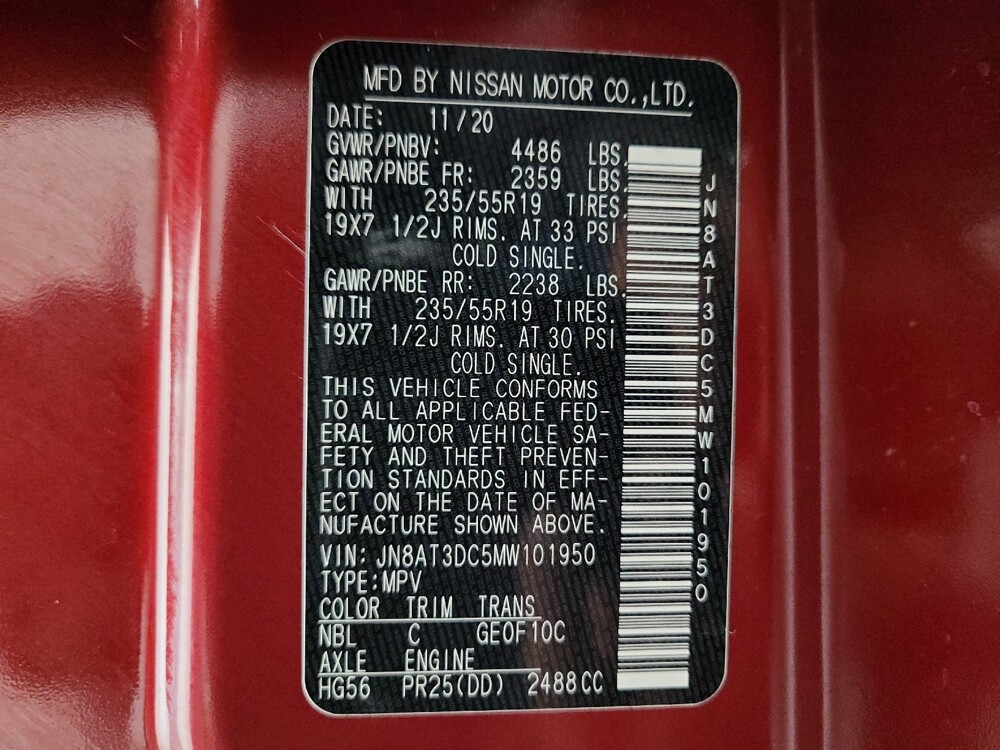 MFD BY NISSAN MOTOR CO.,LTD.
DATE: 11/20
GVWR/PNBV: 4486 LBS.
GAWR/PNBE FR: 2359 LBS.
WITH 235/55R19 TIRES.
19X7 1/2J RIMS. AT 33 PSI
COLD SINGLE.
GAWR/PNBE RR: 2238 LBS.
WITH 235/55R19 TIRES.
19X7 1/2J RIMS. AT 30 PSI
COLD SINGLE.
THIS VEHICLE CONFORMS
TO ALL APPLICABLE FED-
ERAL MOTOR VEHICLE SA-
FETY AND THEFT PREVEN-
TION STANDARDS IN EFF-
ECT ON THE DATE OF MA-
NUFACTURE SHOWN ABOVE.
VIN: JN8AT3DC5MW101950
TYPE:MPV
COLOR TRIM TRANS
NBL C GE0F10C
AXLE ENGINE
HG56 PR25(DD) 2488CC
JN8AT3DC5MW101950